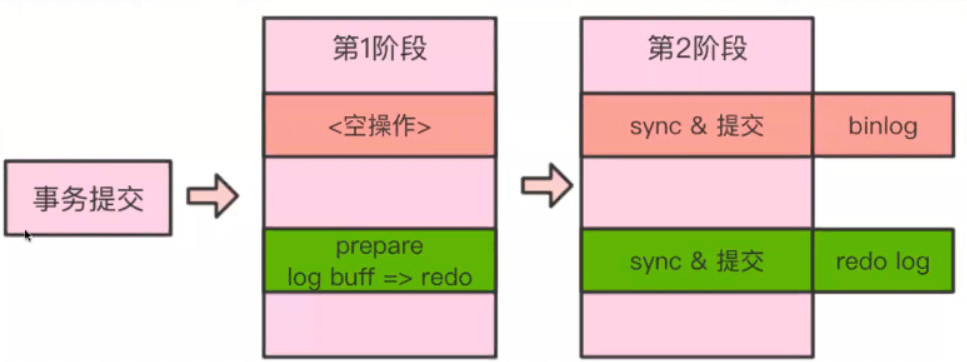 第1阶段
第2阶段
<空操作>
sync & 提交
binlog
事务提交
prepare
log buff => redo
sync & 提交
redo log